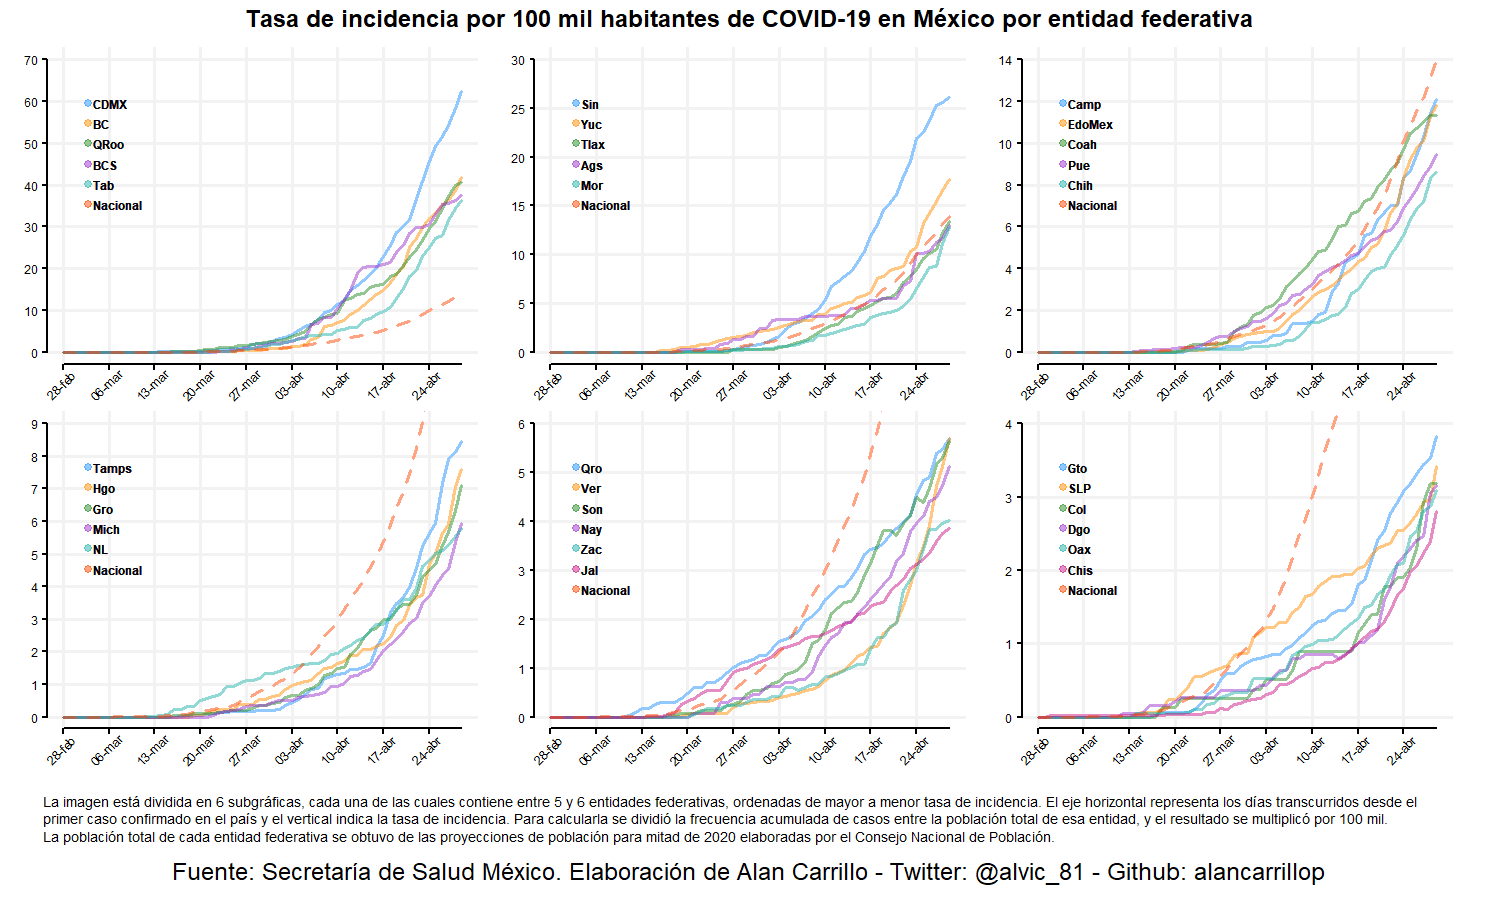 Tasa de incidencia por 100 mil habitantes de COVID-19 en México por entidad federativa
70
60
50
40
30
20
10
0
CDMX
BC
QRoo
BCS
Tab
Nacional
28-feb
06-mar
13-mar
20-mar
27-mar
03-abr
10-abr
17-abr
24-abr
30
25
20
15
10
5
0
Sin
Yuc
Tlax
Ags
Mor
Nacional
28-feb
06-mar
13-mar
20-mar
27-mar
03-abr
10-abr
17-abr
24-abr
14
12
10
8
6
4
2
0
Camp
EdoMex
Coah
Pue
Chih
Nacional
28-feb
06-mar
13-mar
20-mar
27-mar
03-abr
10-abr
17-abr
24-abr
9
8
7
6
5
4
3
2
1
0
Tamps
Hgo
Gro
Mich
NL
Nacional
28-feb
06-mar
13-mar
20-mar
27-mar
03-abr
10-abr
17-abr
24-abr
6
5
4
3
2
1
0
Qro
Ver
Son
Nay
Zac
Jal
Nacional
28-feb
06-mar
13-mar
20-mar
27-mar
03-abr
10-abr
17-abr
24-abr
4
3
2
1
0
Gto
SLP
Col
Dgo
Oax
Chis
Nacional
28-feb
06-mar
13-mar
20-mar
27-mar
03-abr
10-abr
17-abr
24-abr
La imagen está dividida en 6 subgráficas, cada una de las cuales contiene entre 5 y 6 entidades federativas, ordenadas de mayor a menor tasa de incidencia. El eje horizontal representa los días transcurridos desde el
primer caso confirmado en el país y el vertical indica la tasa de incidencia. Para calcularla se dividió la frecuencia acumulada de casos entre la población total de esa entidad, y el resultado se multiplicó por 100 mil.
La población total de cada entidad federativa se obtuvo de las proyecciones de población para mitad de 2020 elaboradas por el Consejo Nacional de Población.
Fuente: Secretaría de Salud México. Elaboración de Alan Carrillo - Twitter: @alvic_81 - Github: alancarrillop